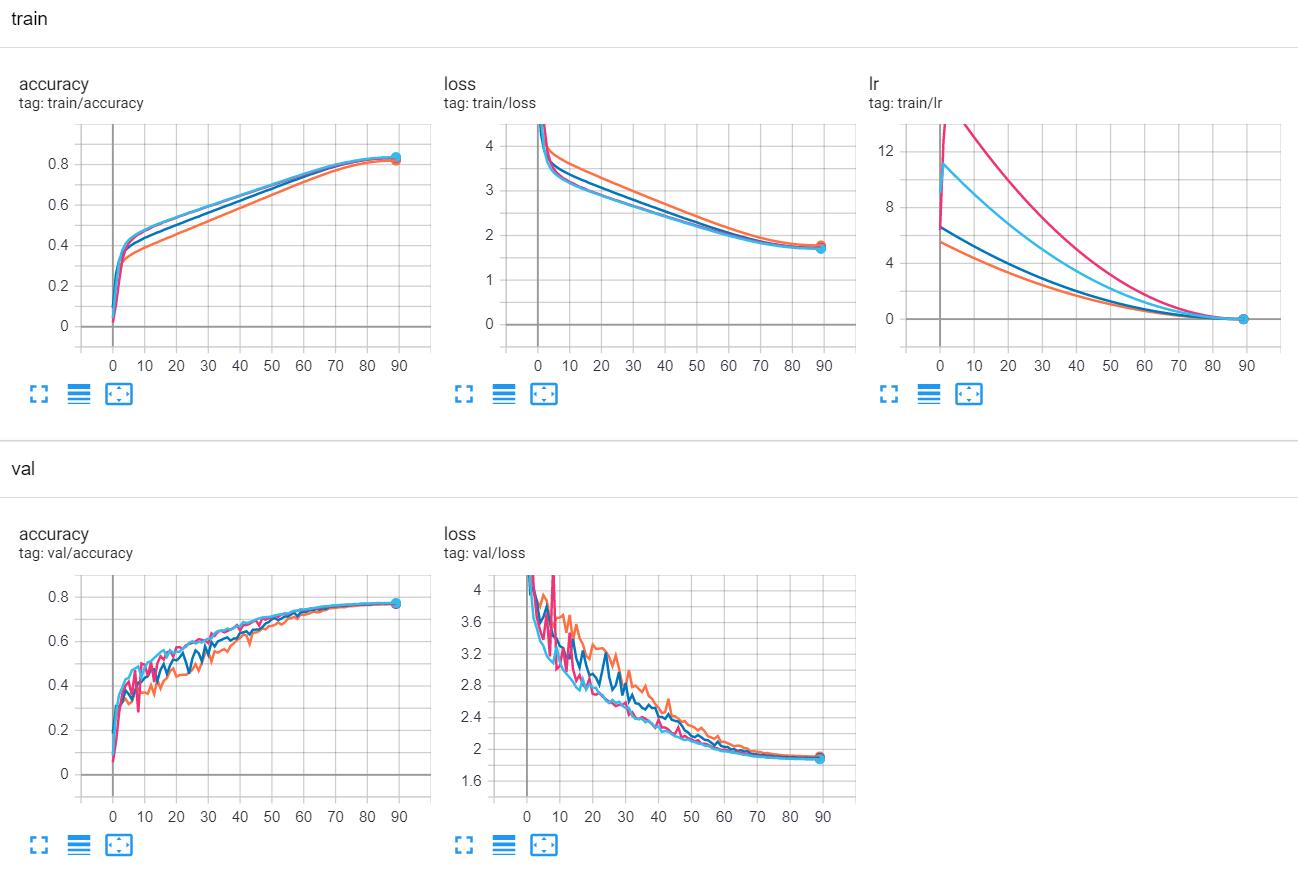 train
accuracy
tag: train/accuracy
0.8
0.6
0.4
0.2
0
0 10 20 30 40 50 60 70 80 90
loss
tag: train/loss
4
3
2
1
0
0 10 20 30 40 50 60 70 80 90
lr
tag: train/lr
12
8
4
0
0 10 20 30 40 50 60 70 80 90
val
accuracy
tag: val/accuracy
0.8
0.6
0.4
0.2
0
0 10 20 30 40 50 60 70 80 90
loss
tag: val/loss
4
3.6
3.2
2.8
2.4
2
1.6
0 10 20 30 40 50 60 70 80 90